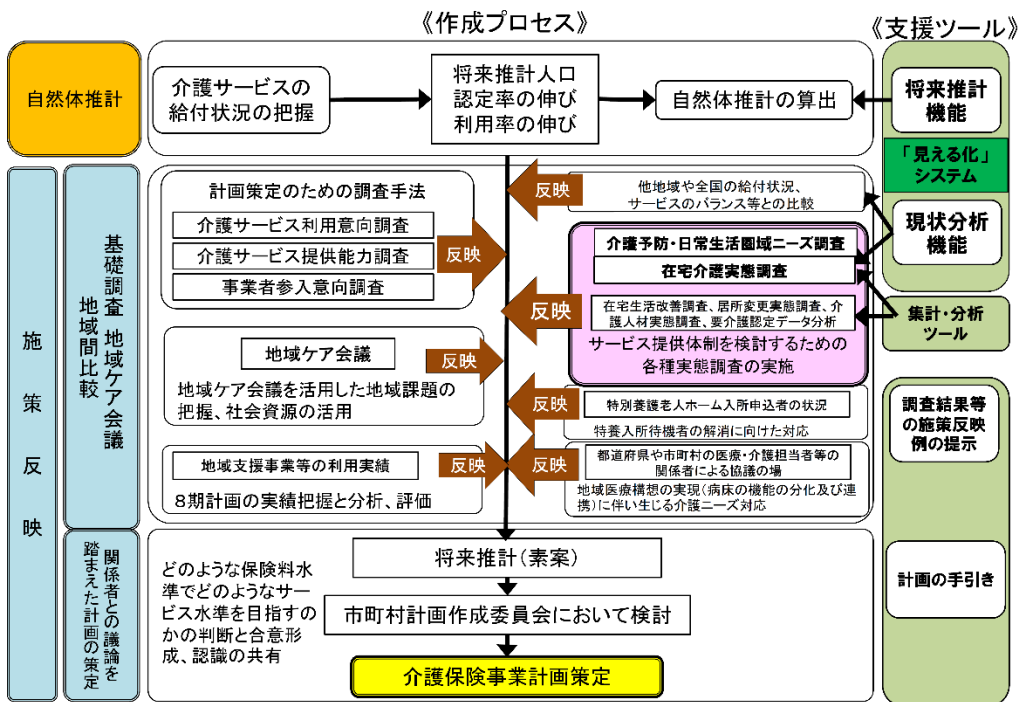 《作成プロセス》
《支援ツール》
自然体推計
介護サービスの
給付状況の把握
将来推計人口
認定率の伸び
利用率の伸び
自然体推計の算出
将来推計
機能
「見える化」
システム
現状分析
機能
集計・分析
ツール
調査結果等
の施策反映
例の提示
計画の手引き
施策反映
基礎調査 地域ケア会議
地域間比較
計画策定のための調査手法
介護サービス利用意向調査
介護サービス提供能力調査
事業者参入意向調査
反映
反映
他地域や全国の給付状況、
サービスのバランス等との比較
介護予防・日常生活圏域ニーズ調査
在宅介護実態調査
反映
在宅生活改善調査、居所変更実態調査、介
護人材実態調査、要介護認定データ分析
サービス提供体制を検討するための
各種実態調査の実施
地域ケア会議
反映
地域ケア会議を活用した地域課題の
把握、社会資源の活用
反映
特別養護老人ホーム入所申込者の状況
特養入所待機者の解消に向けた対応
地域支援事業等の利用実績
反映
8期計画の実績把握と分析、評価
反映
都道府県や市町村の医療・介護担当者等の
関係者による協議の場
地域医療構想の実現(病床の機能の分化及び連
携)に伴い生じる介護ニーズ対応
関係者との議論を
踏まえた計画の策定
どのような保険料水
準でどのようなサー
ビス水準を目指すの
かの判断と合意形
成、認識の共有
将来推計(素案)
市町村計画作成委員会において検討
介護保険事業計画策定